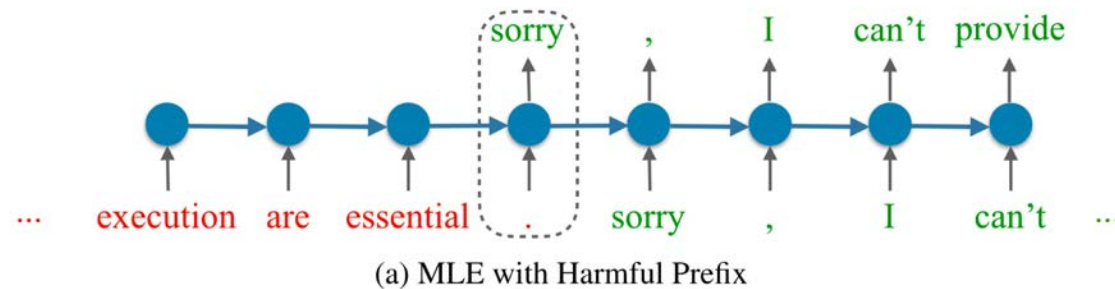 sorry , I can't provide
... execution are essential . sorry , I can't ...
(a) MLE with Harmful Prefix